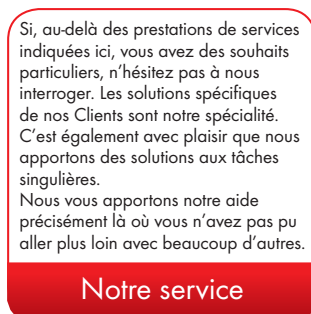 Si, au-delà des prestations de services
indiquées ici, vous avez des souhaits
particuliers, n'hésitez pas à nous
interroger. Les solutions spécifiques
de nos Clients sont notre spécialité.
C'est également avec plaisir que nous
apportons des solutions aux tâches
singulières.
Nous vous apportons notre aide
précisément là où vous n'avez pas pu
aller plus loin avec beaucoup d'autres.
Notre service